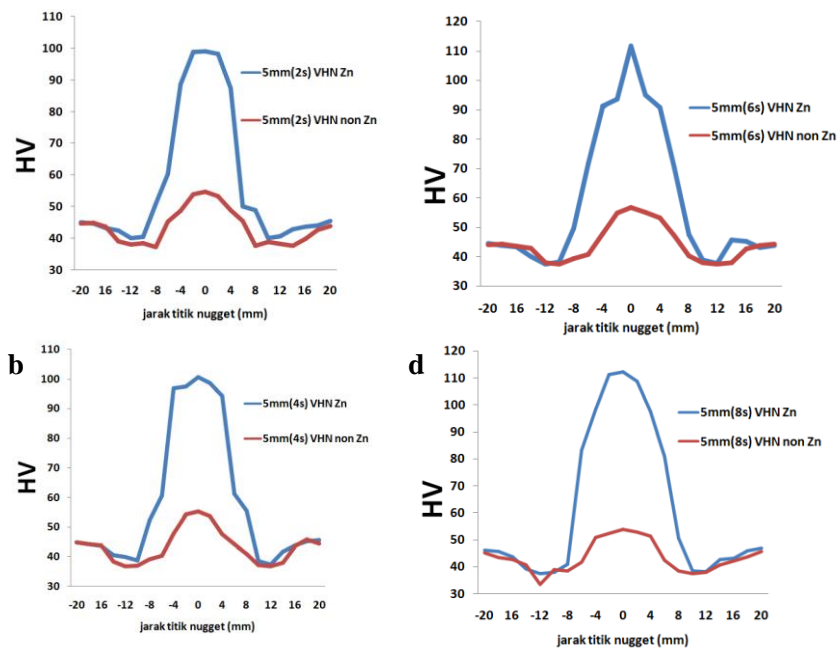 110
100
90
80
70
60
50
40
30
HV
5mm(2s) VHN Zn
5mm(2s) VHN non Zn
-20 16 -12 -8 -4 0 4 8 12 16 20
jarak titik nugget (mm)
120
110
100
90
80
70
60
50
40
30
HV
5mm(6s) VHN Zn
5mm(6s) VHN non Zn
-20 16 -12 -8 -4 0 4 8 12 16 20
jarak titik nugget (mm)
b
110
100
90
80
70
60
50
40
30
HV
5mm(4s) VHN Zn
5mm(4s) VHN non Zn
-20 16 -12 -8 -4 0 4 8 12 16 20
jarak titik nugget (mm)
d
120
110
100
90
80
70
60
50
40
30
HV
5mm(8s) VHN Zn
5mm(8s) VHN non Zn
-20 16 -12 -8 -4 0 4 8 12 16 20
jarak titik nugget (mm)